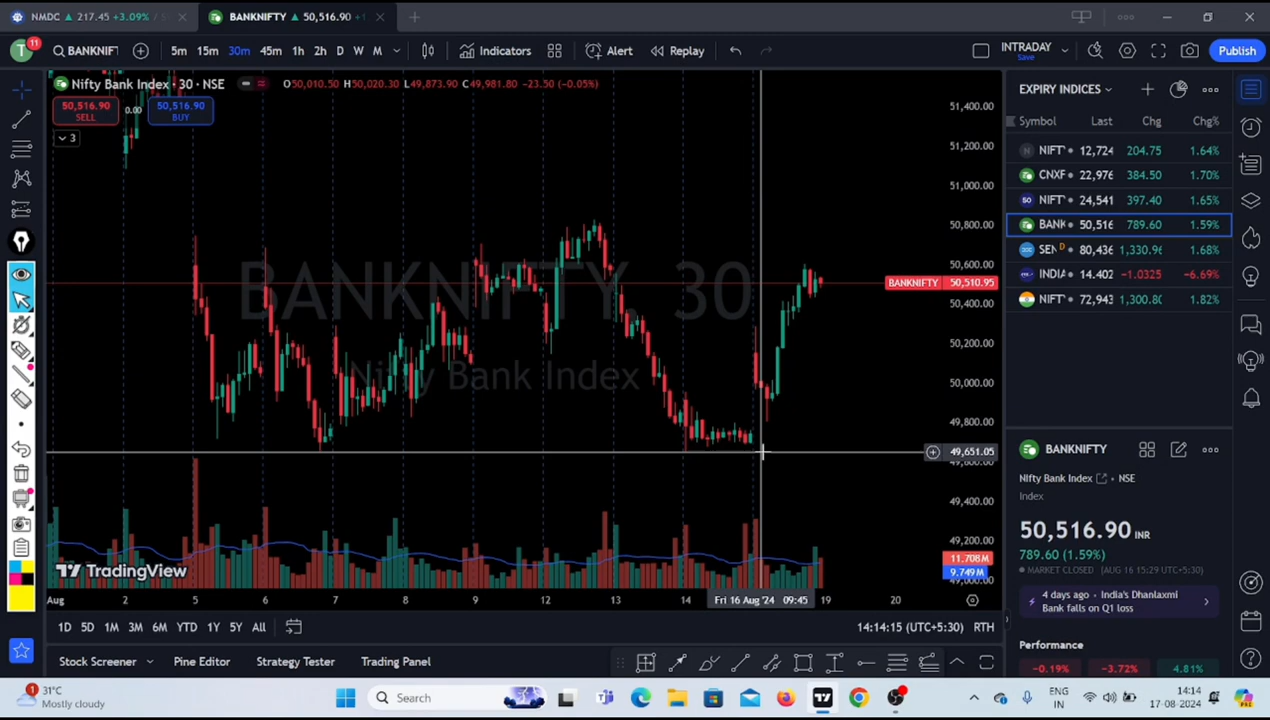 NMDC ▲ 217.45 +3.09%
BANKNIFTY ▲ 50,516.90
11
BANKNIFT
5m 15m 30m 45m 1h 2h D W M
Indicators
Alert
Replay
INTRADAY
Save
Publish
Nifty Bank Index · 30 · NSE
O50,010.50 H50,020.30 L49,873.90 C49,981.80 −23.50 (−0.05%)
50,516.90
SELL
0.00
50,516.90
BUY
3
BANKNIFTY, 30
Nifty Bank Index
51,400.00
51,200.00
51,000.00
50,800.00
50,600.00
BANKNIFTY 50,510.95
50,400.00
50,200.00
50,000.00
49,800.00
49,651.05
49,400.00
49,200.00
11.708M
9.749M
TradingView
Aug 2 5 6 7 8 9 12 13 14 Fri 16 Aug '24 09:45 19 20
1D 5D 1M 3M 6M YTD 1Y 5Y All
14:14:15 (UTC+5:30) RTH
Stock Screener Pine Editor Strategy Tester Trading Panel
EXPIRY INDICES
Symbol Last Chg Chg%
NIFT 12,724 204.75 1.64%
CNXF 22,976 384.50 1.70%
NIFT 24,541 397.40 1.65%
BANK 50,516 789.60 1.59%
SEN D 80,436 1,330.96 1.68%
INDIA 14.402 −1.0325 −6.69%
NIFT 72,943 1,300.80 1.82%
BANKNIFTY
Nifty Bank Index • NSE
Index
50,516.90 INR
789.60 (1.59%)
MARKET CLOSED (AUG 16 15:29 UTC+5:30)
4 days ago • India's Dhanlaxmi
Bank falls on Q1 loss
Performance
−0.19% −3.72% 4.81%
1
31°C
Mostly cloudy
Search
ENG
IN
14:14
17-08-2024